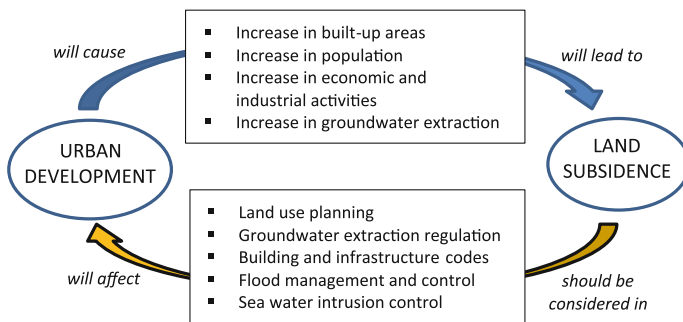 will cause
▪ Increase in built-up areas
▪ Increase in population
▪ Increase in economic and
industrial activities
▪ Increase in groundwater extraction
will lead to
URBAN
DEVELOPMENT
LAND
SUBSIDENCE
▪ Land use planning
▪ Groundwater extraction regulation
▪ Building and infrastructure codes
▪ Flood management and control
▪ Sea water intrusion control
will affect
should be
considered in